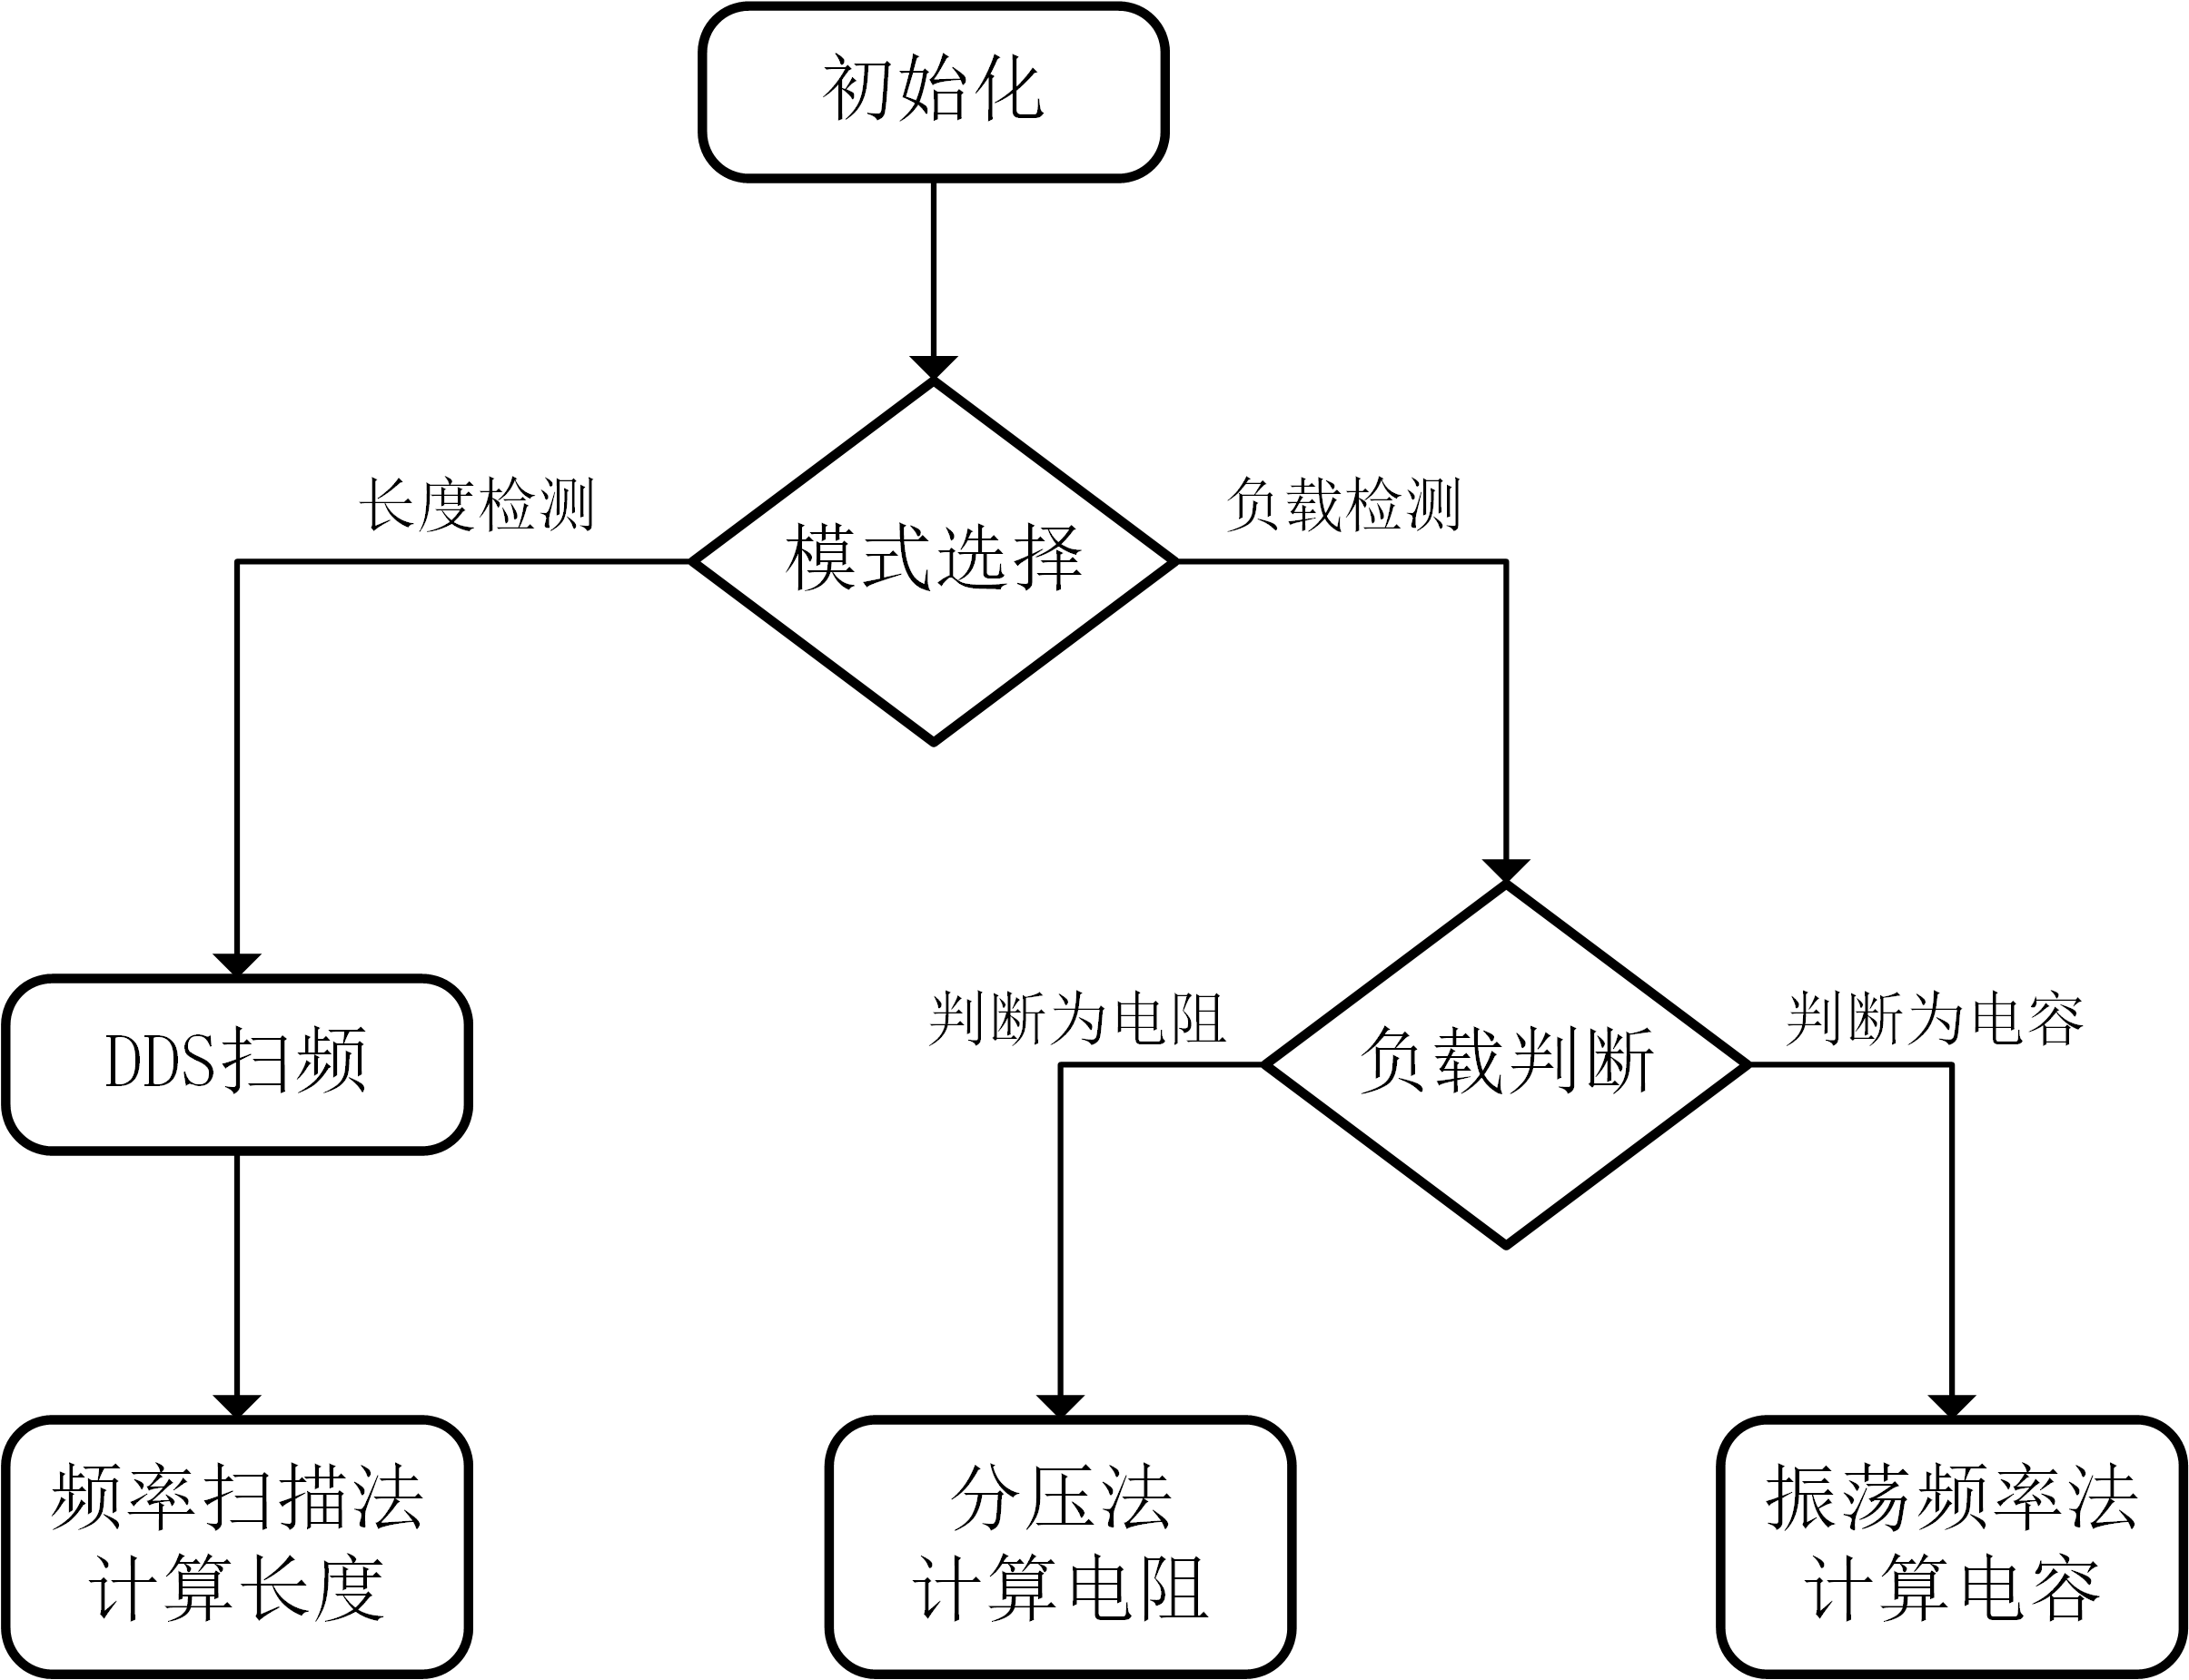 初始化
长度检测
负载检测
模式选择
判断为电阻
判断为电容
DDS扫频
负载判断
频率扫描法
计算长度
分压法
计算电阻
振荡频率法
计算电容